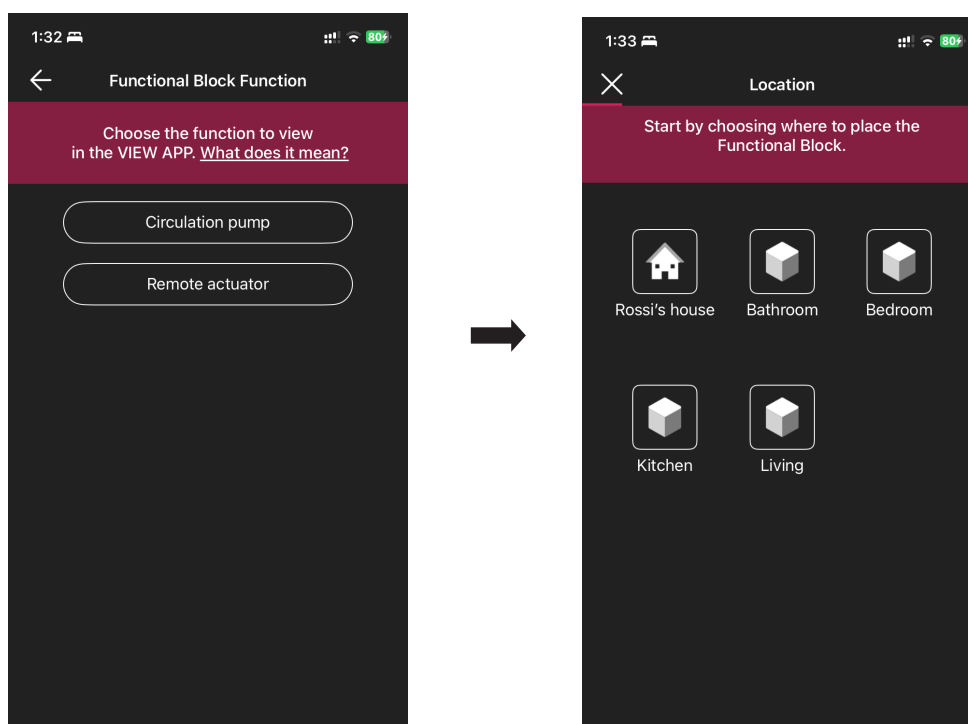 1:32
80
Functional Block Function
Choose the function to view
in the VIEW APP. What does it mean?
Circulation pump
Remote actuator
1:33
80
Location
Start by choosing where to place the
Functional Block.
Rossi's house
Bathroom
Bedroom
Kitchen
Living